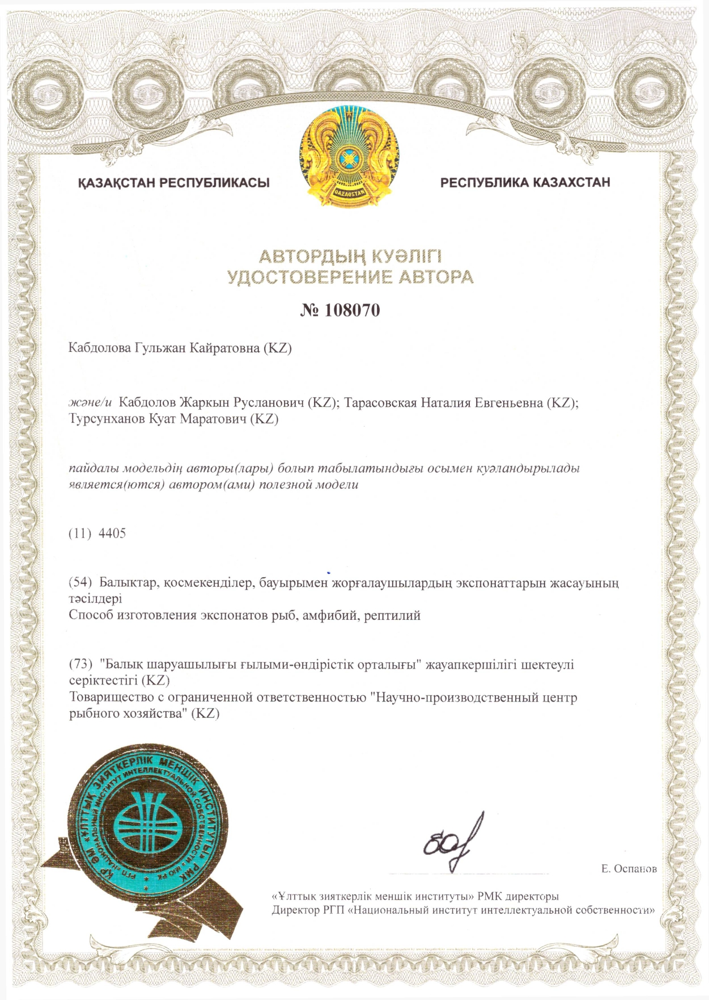 ҚАЗАҚСТАН РЕСПУБЛИКАСЫ
РЕСПУБЛИКА КАЗАХСТАН
QAZAQSTAN
АВТОРДЫҢ КУӘЛІГІ
УДОСТОВЕРЕНИЕ АВТОРА
№ 108070
Кабдолова Гульжан Кайратовна (KZ)
және/и Кабдолов Жаркын Русланович (KZ); Тарасовская Наталия Евгеньевна (KZ);
Турсунханов Куат Маратович (KZ)
пайдалы модельдің авторы(лары) болып табылатындығы осымен куәландырылады
является(ются) автором(ами) полезной модели
(11) 4405
(54) Балыктар, қосмекенділер, бауырымен жорғалаушылардың экспонаттарын жасауының
тәсілдері
Способ изготовления экспонатов рыб, амфибий, рептилий
(73) "Балық шаруашылығы ғылыми-өндірістік орталығы" жауапкершілігі шектеулі
серіктестігі (KZ)
Товарищество с ограниченной ответственностью "Научно-производственный центр
рыбного хозяйства" (KZ)
ҚР ӘМ «ҰЛТТЫҚ ЗИЯТКЕРЛІК МЕНШІК ИНСТИТУТЫ» РМК
РГП «НАЦИОНАЛЬНЫЙ ИНСТИТУТ ИНТЕЛЛЕКТУАЛЬНОЙ СОБСТВЕННОСТИ» МЮ РК
Е. Оспанов
«Ұлттык зияткерлік меншік институты» РМК директоры
Директор РГП «Национальный институт интеллектуальной собственности»